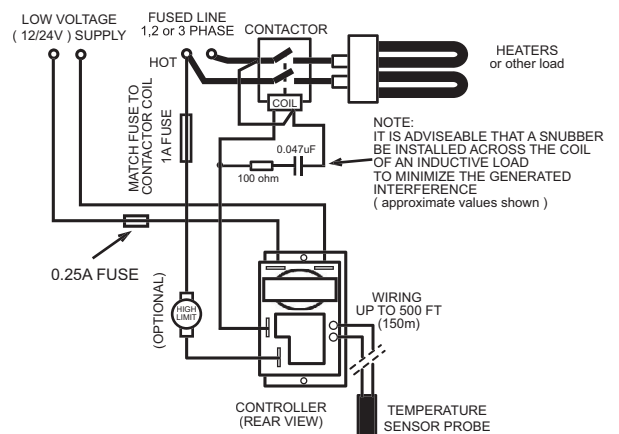 LOW VOLTAGE
( 12/24V ) SUPPLY
FUSED LINE
1,2 or 3 PHASE
CONTACTOR
HOT
HEATERS
or other load
COIL
MATCH FUSE TO
CONTACTOR COIL
1A FUSE
0.047uF
100 ohm
NOTE:
IT IS ADVISEABLE THAT A SNUBBER
BE INSTALLED ACROSS THE COIL
OF AN INDUCTIVE LOAD
TO MINIMIZE THE GENERATED
INTERFERENCE
( approximate values shown )
0.25A FUSE
(OPTIONAL)
HIGH
LIMIT
WIRING
UP TO 500 FT
(150m)
CONTROLLER
(REAR VIEW)
TEMPERATURE
SENSOR PROBE